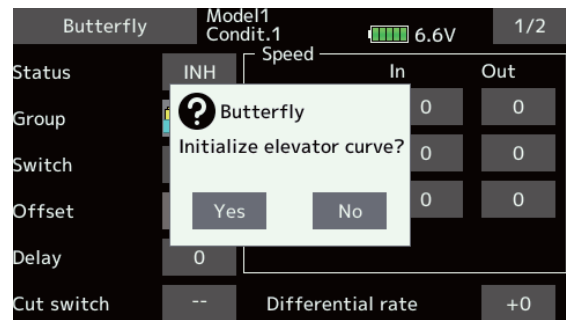 Butterfly
Model1
Condit.1
6.6V
1/2
Status INH
Speed
In Out
Group
0 0
Switch
0 0
Offset
0 0
Delay 0
Cut switch --
Differential rate +0
? Butterfly
Initialize elevator curve?
Yes No